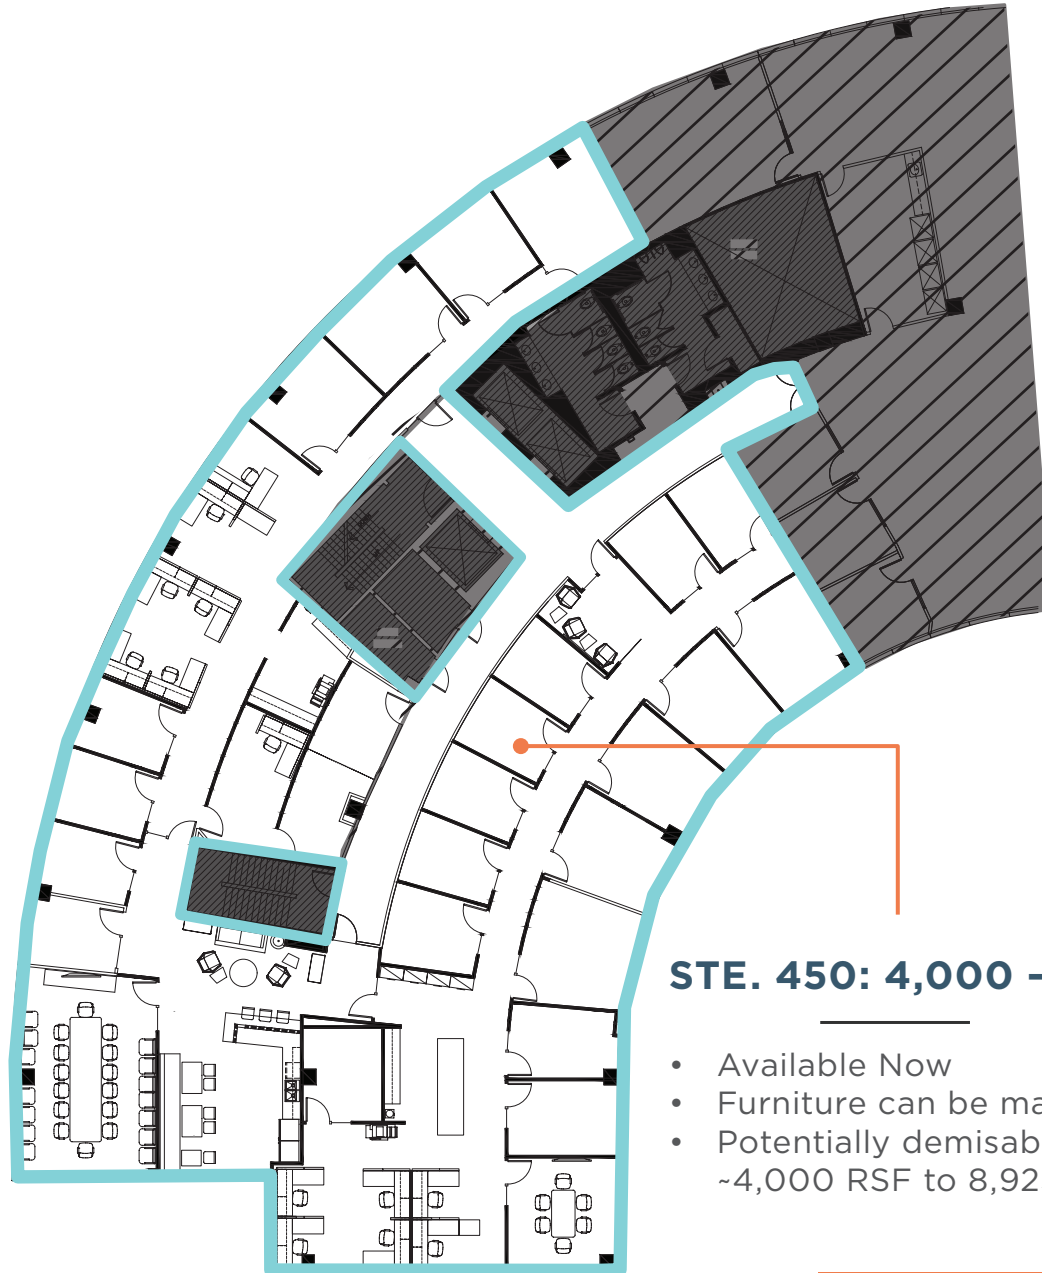 STE. 450: 4,000 –
• Available Now
• Furniture can be ma
• Potentially demisab
~4,000 RSF to 8,92